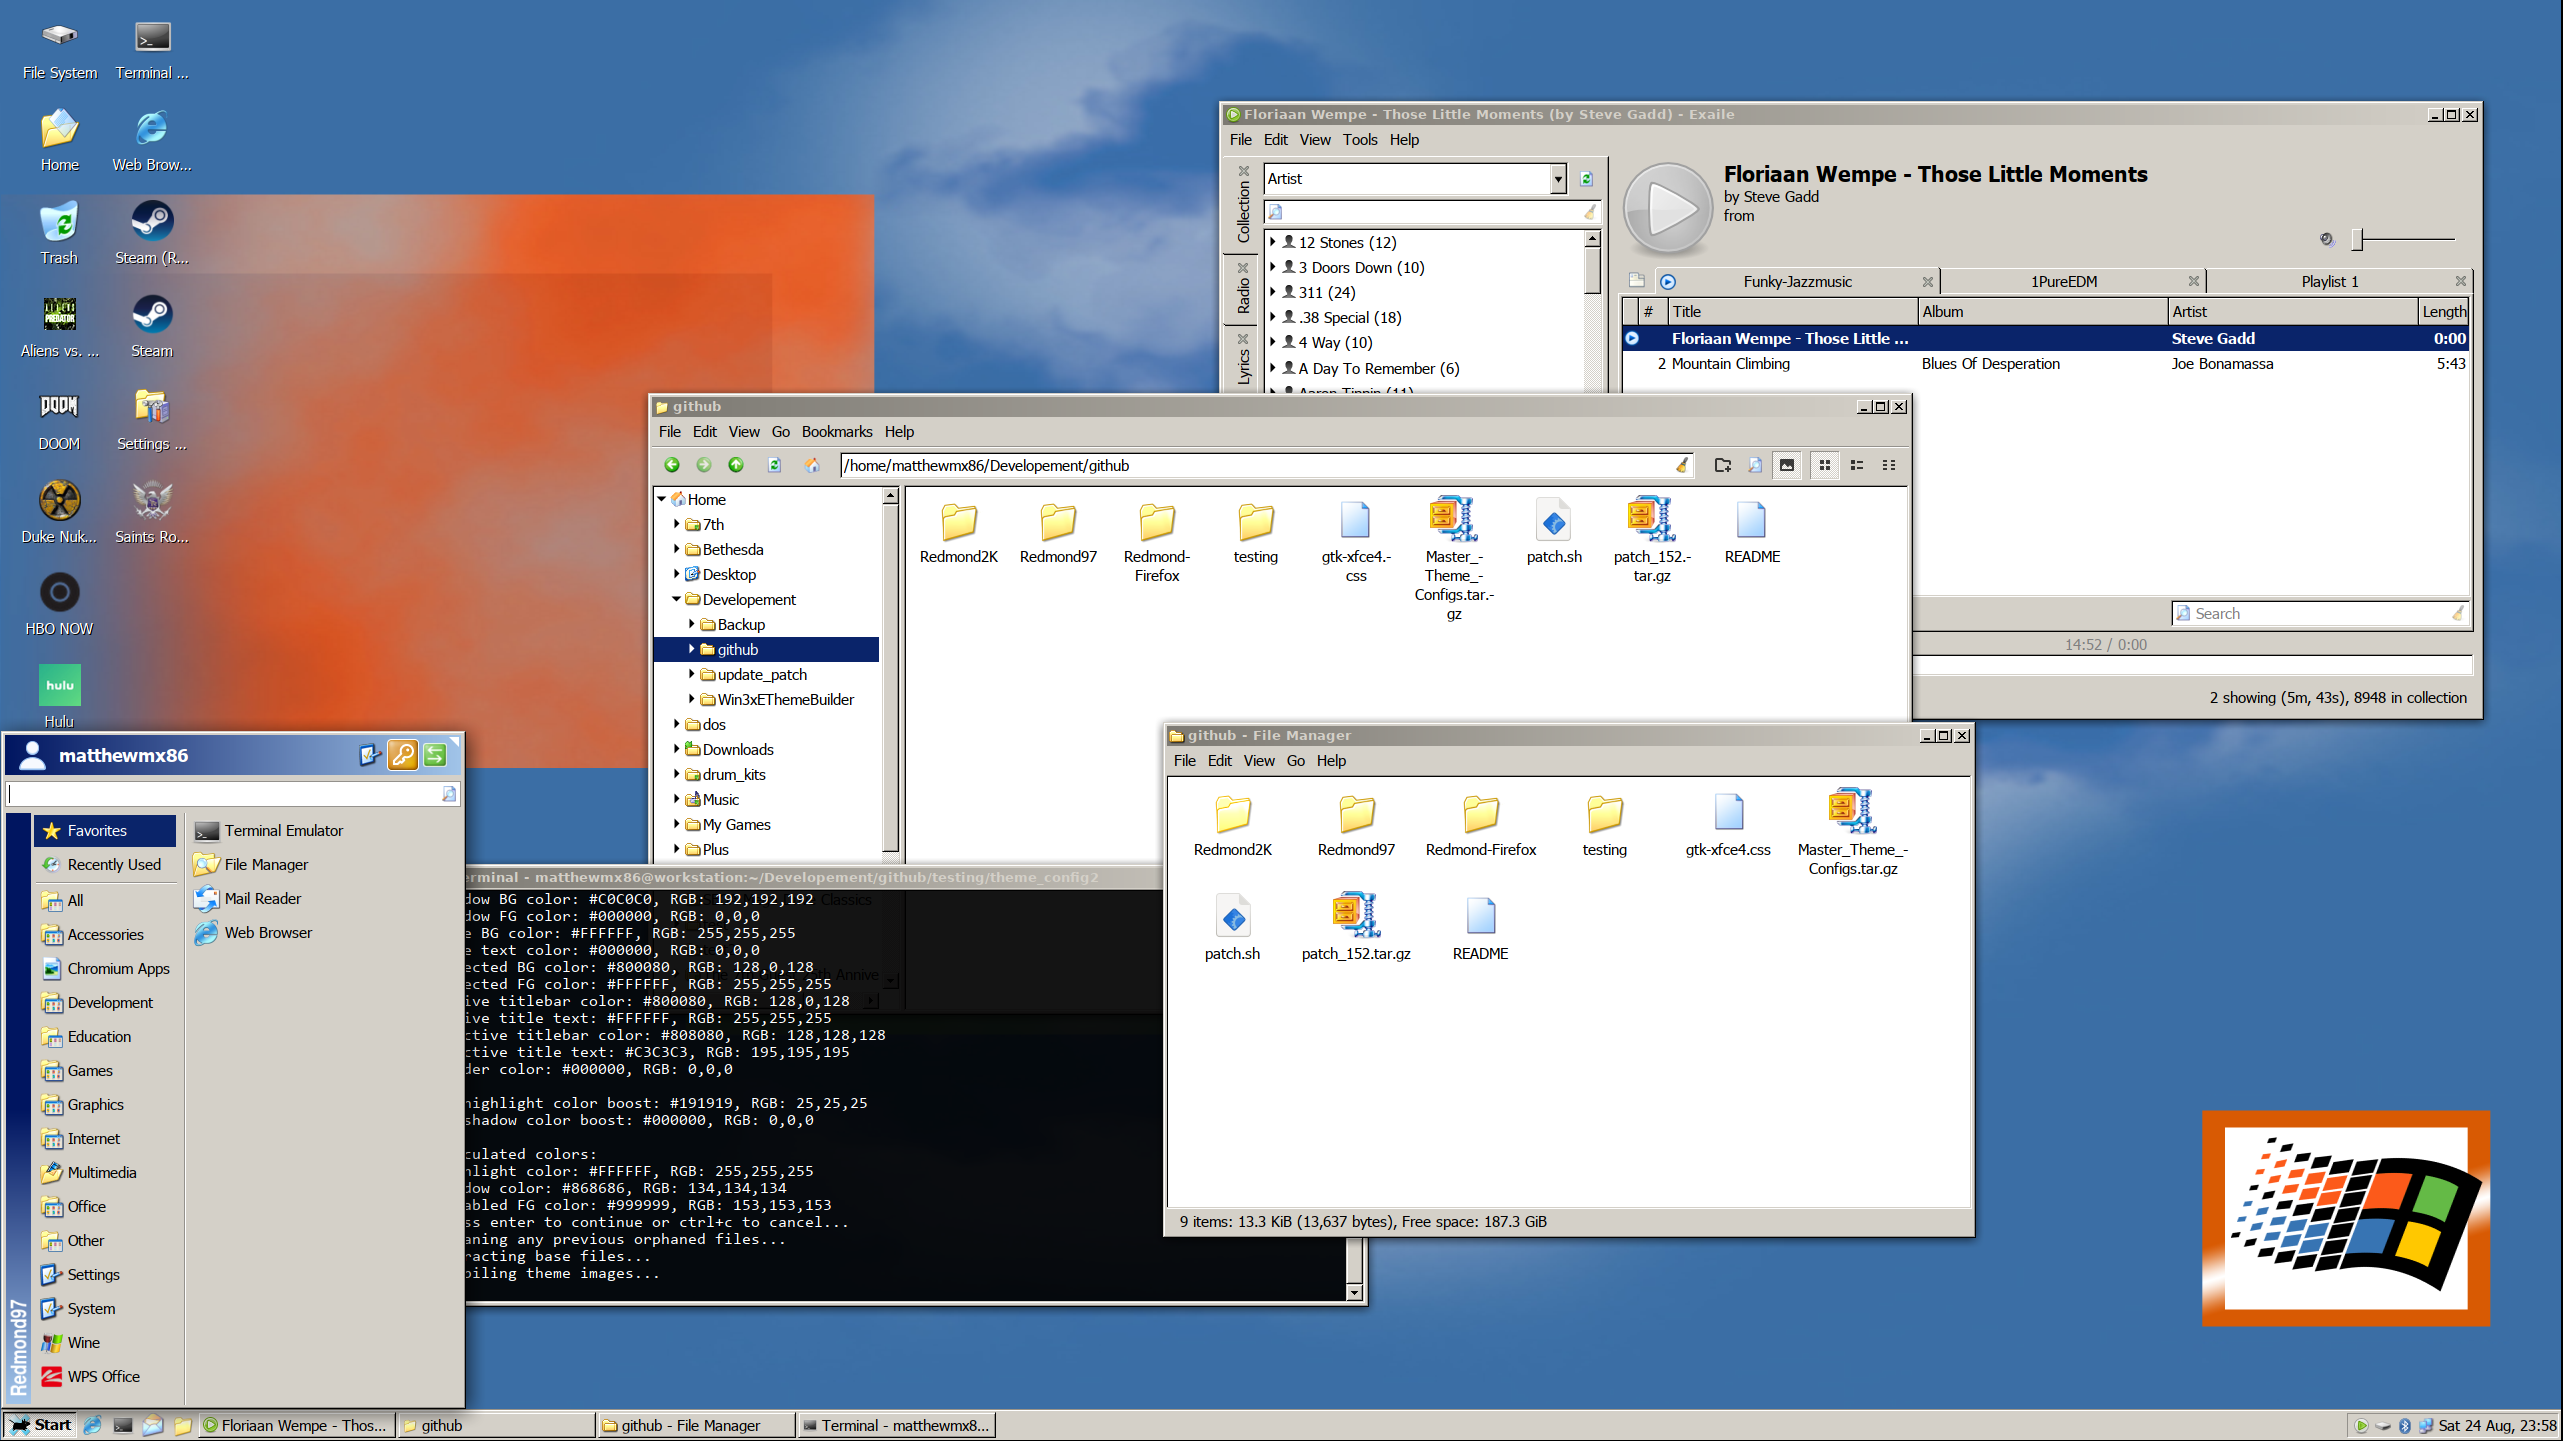 File System
Terminal ...
Home
Web Brow...
Trash
Steam (R...
Aliens vs. ...
Steam
DOOM
DOOM
Settings ...
Duke Nuk...
Saints Ro...
HBO NOW
hulu
Hulu
Floriaan Wempe - Those Little Moments (by Steve Gadd) - Exaile
File Edit View Tools Help
Collection
Radio
Lyrics
Artist
12 Stones (12)
3 Doors Down (10)
311 (24)
.38 Special (18)
4 Way (10)
A Day To Remember (6)
Aaron Tippin (11)
Floriaan Wempe - Those Little Moments
by Steve Gadd
from
Funky-Jazzmusic 1PureEDM Playlist 1
# Title Album Artist Length
Floriaan Wempe - Those Little ... Steve Gadd 0:00
2 Mountain Climbing Blues Of Desperation Joe Bonamassa 5:43
Search
14:52 / 0:00
2 showing (5m, 43s), 8948 in collection
github
File Edit View Go Bookmarks Help
/home/matthewmx86/Developement/github
Home
7th
Bethesda
Desktop
Developement
Backup
github
update_patch
Win3xEThemeBuilder
dos
Downloads
drum_kits
Music
My Games
Plus
Redmond2K
Redmond97
Redmond-
Firefox
testing
gtk-xfce4.-
css
Master_-
Theme_-
Configs.tar.-
gz
patch.sh
patch_152.-
tar.gz
README
github - File Manager
File Edit View Go Help
Redmond2K
Redmond97
Redmond-Firefox
testing
gtk-xfce4.css
Master_Theme_-
Configs.tar.gz
patch.sh
patch_152.tar.gz
README
9 items: 13.3 KiB (13,637 bytes), Free space: 187.3 GiB
erminal - matthewmx86@workstation:~/Developement/github/testing/theme_config2
dow BG color: #C0C0C0, RGB: 192,192,192
dow FG color: #000000, RGB: 0,0,0
e BG color: #FFFFFF, RGB: 255,255,255
e text color: #000000, RGB: 0,0,0
ected BG color: #800080, RGB: 128,0,128
ected FG color: #FFFFFF, RGB: 255,255,255
ive titlebar color: #800080, RGB: 128,0,128
ive title text: #FFFFFF, RGB: 255,255,255
ctive titlebar color: #808080, RGB: 128,128,128
ctive title text: #C3C3C3, RGB: 195,195,195
der color: #000000, RGB: 0,0,0
highlight color boost: #191919, RGB: 25,25,25
shadow color boost: #000000, RGB: 0,0,0
culated colors:
hlight color: #FFFFFF, RGB: 255,255,255
dow color: #868686, RGB: 134,134,134
abled FG color: #999999, RGB: 153,153,153
ss enter to continue or ctrl+c to cancel...
aning any previous orphaned files...
racting base files...
piling theme images...
matthewmx86
Favorites
Recently Used
All
Accessories
Chromium Apps
Development
Education
Games
Graphics
Internet
Multimedia
Office
Other
Settings
System
Wine
WPS Office
Terminal Emulator
File Manager
Mail Reader
Web Browser
Redmond97
Start
Floriaan Wempe - Thos...
github
github - File Manager
Terminal - matthewmx8...
Sat 24 Aug, 23:58